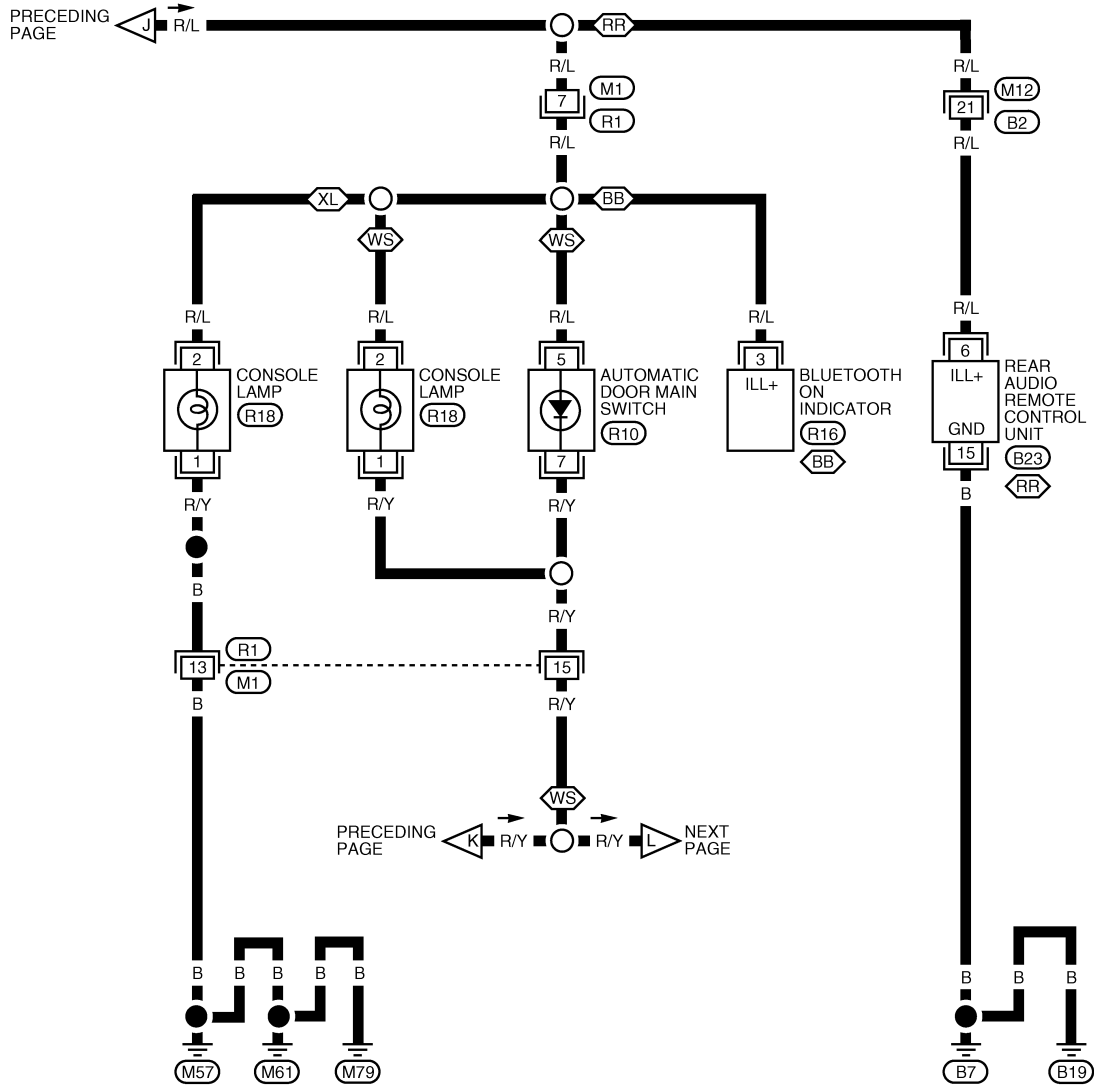 PRECEDING
PAGE
J
R/L
RR
R/L
R/L
7
M1
R1
21
M12
B2
R/L
R/L
XL
BB
WS
WS
R/L
R/L
R/L
R/L
R/L
2
2
5
3
6
CONSOLE
LAMP
R18
CONSOLE
LAMP
R18
AUTOMATIC
DOOR MAIN
SWITCH
R10
ILL+
BLUETOOTH
ON
INDICATOR
R16
BB
ILL+
GND
REAR
AUDIO
REMOTE
CONTROL
UNIT
B23
RR
1
1
7
15
R/Y
R/Y
R/Y
B
B
R/Y
13
R1
M1
15
B
R/Y
WS
PRECEDING
PAGE
K
R/Y
R/Y
L
NEXT
PAGE
B
B
B
B
B
B
B
B
M57
M61
M79
B7
B19